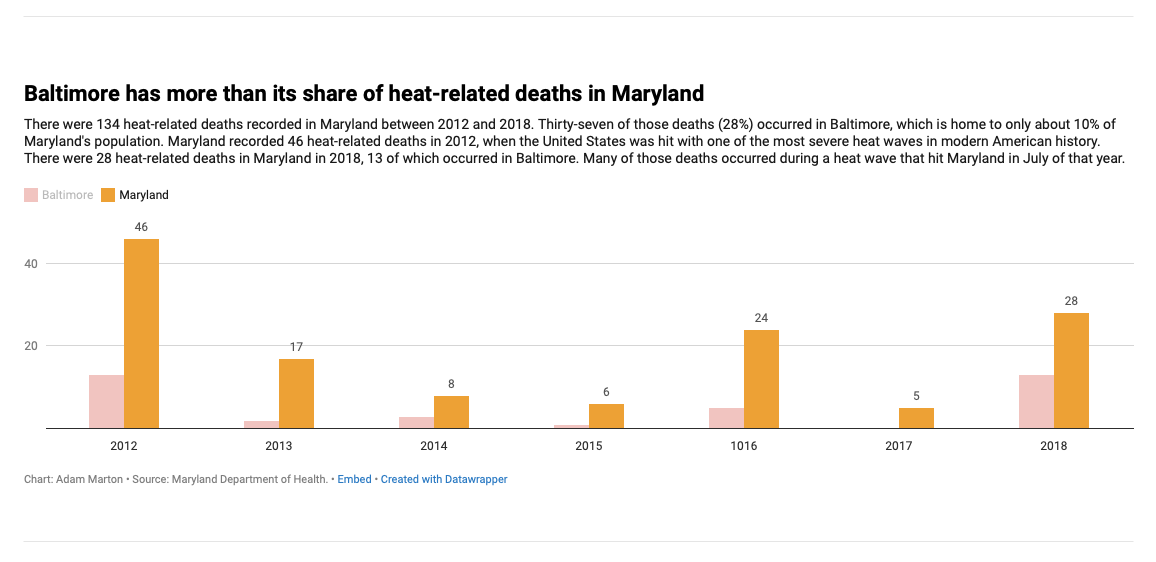 Baltimore has more than its share of heat-related deaths in Maryland
There were 134 heat-related deaths recorded in Maryland between 2012 and 2018. Thirty-seven of those deaths (28%) occurred in Baltimore, which is home to only about 10% of
Maryland's population. Maryland recorded 46 heat-related deaths in 2012, when the United States was hit with one of the most severe heat waves in modern American history.
There were 28 heat-related deaths in Maryland in 2018, 13 of which occurred in Baltimore. Many of those deaths occurred during a heat wave that hit Maryland in July of that year.
Baltimore Maryland
46
40
28
24
20
17
8
6
5
2012 2013 2014 2015 1016 2017 2018
Chart: Adam Marton • Source: Maryland Department of Health. • Embed • Created with Datawrapper